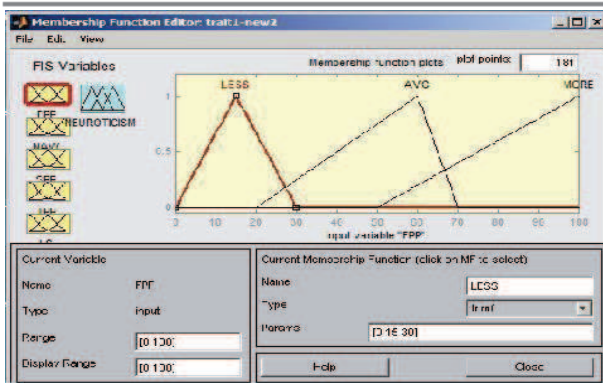 Membership Function Editor: trait1-new2
File Edit View
FIS Variables
Membership function plots plot points: 181
NEUROTICISM
LESS AVG MORE
1
0.5
0
0 10 20 30 40 50 60 70 80 90 100
input variable "FPP"
Current Variable
Name FPP
Type input
Range [0 100]
Display Range [0 100]
Current Membership Function (click on MF to select)
Name LESS
Type trimf
Params [0 15 30]
Help Close